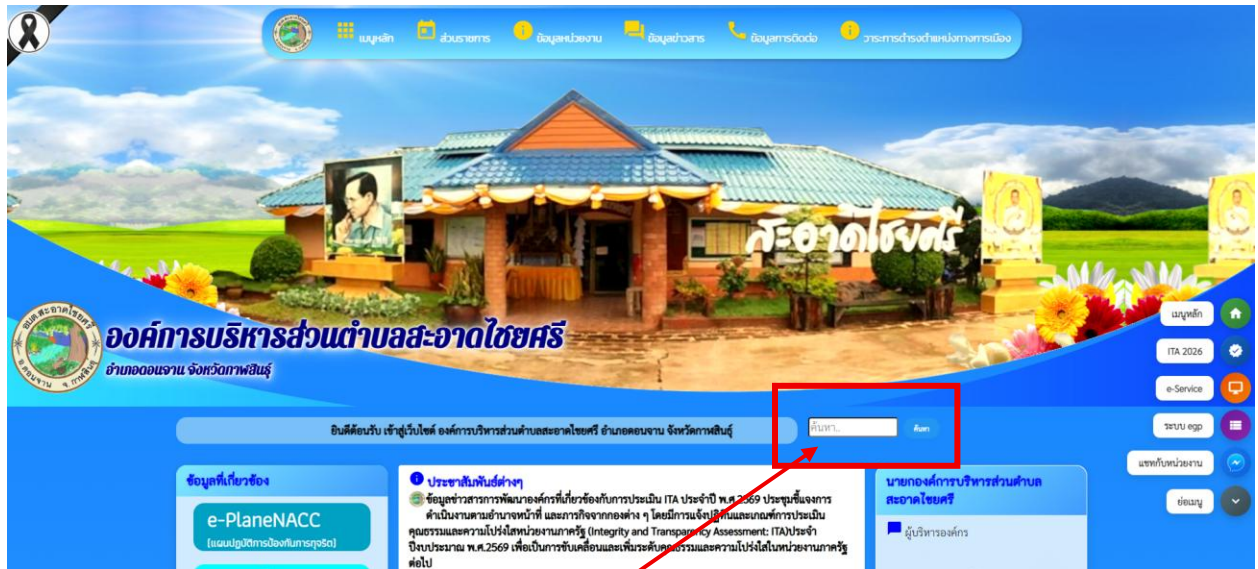 เมนูหลัก
ส่วนราชการ
ข้อมูลหน่วยงาน
ข้อมูลข่าวสาร
ข้อมูลการติดต่อ
วาระการดำรงตำแหน่งทางการเมือง
สะอาดไชยศรี
อบต.สะอาดไชยศรี
อ.ดอนจาน จ.กาฬสินธุ์
องค์การบริหารส่วนตำบลสะอาดไชยศรี
อำเภอดอนจาน จังหวัดกาฬสินธุ์
เมนูหลัก
ITA 2026
e-Service
ระบบ egp
แชทกับหน่วยงาน
ย่อเมนู
ยินดีต้อนรับ เข้าสู่เว็บไซต์ องค์การบริหารส่วนตำบลสะอาดไชยศรี อำเภอดอนจาน จังหวัดกาฬสินธุ์
ค้นหา..
ค้นหา
ข้อมูลที่เกี่ยวข้อง
e-PlaneNACC
(แผนปฏิบัติการป้องกันการทุจริต)
ประชาสัมพันธ์ต่างๆ
ข้อมูลข่าวสารการพัฒนาองค์กรที่เกี่ยวข้องกับการประเมิน ITA ประจำปี พ.ศ.2569 ประชุมชี้แจงการ
ดำเนินงานตามอำนาจหน้าที่ และภารกิจจากกองต่าง ๆ โดยมีการแจ้งปฏิทินและเกณฑ์การประเมิน
คุณธรรมและความโปร่งใสหน่วยงานภาครัฐ (Integrity and Transparency Assessment: ITA)ประจำ
ปีงบประมาณ พ.ศ.2569 เพื่อเป็นการขับเคลื่อนและเพิ่มระดับคุณธรรมและความโปร่งใสในหน่วยงานภาครัฐ
ต่อไป
นายกองค์การบริหารส่วนตำบล
สะอาดไชยศรี
ผู้บริหารองค์กร